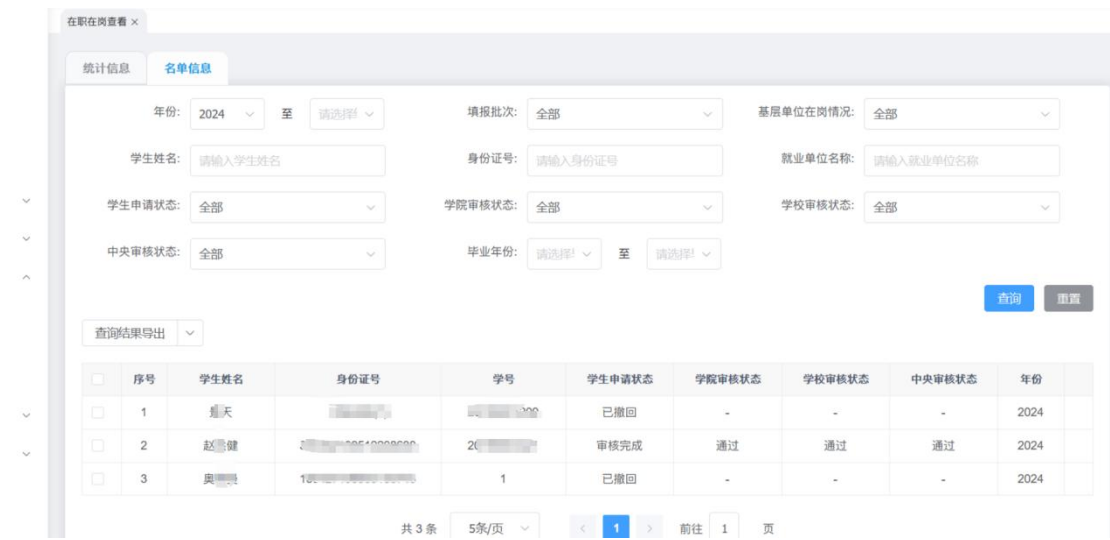 在职在岗查看 ×
统计信息 名单信息
年份: 2024 至 请选择 填报批次: 全部 基层单位在岗情况: 全部
学生姓名: 请输入学生姓名 身份证号: 请输入身份证号 就业单位名称: 请输入就业单位名称
学生申请状态: 全部 学院审核状态: 全部 学校审核状态: 全部
中央审核状态: 全部 毕业年份: 请选择 至 请选择
查询 重置
查询结果导出
序号 学生姓名 身份证号 学号 学生申请状态 学院审核状态 学校审核状态 中央审核状态 年份
1 天 已撤回 - - - 2024
2 赵 健 审核完成 通过 通过 通过 2024
3 奥 1 已撤回 - - - 2024
共 3 条 5条/页 < 1 > 前往 1 页